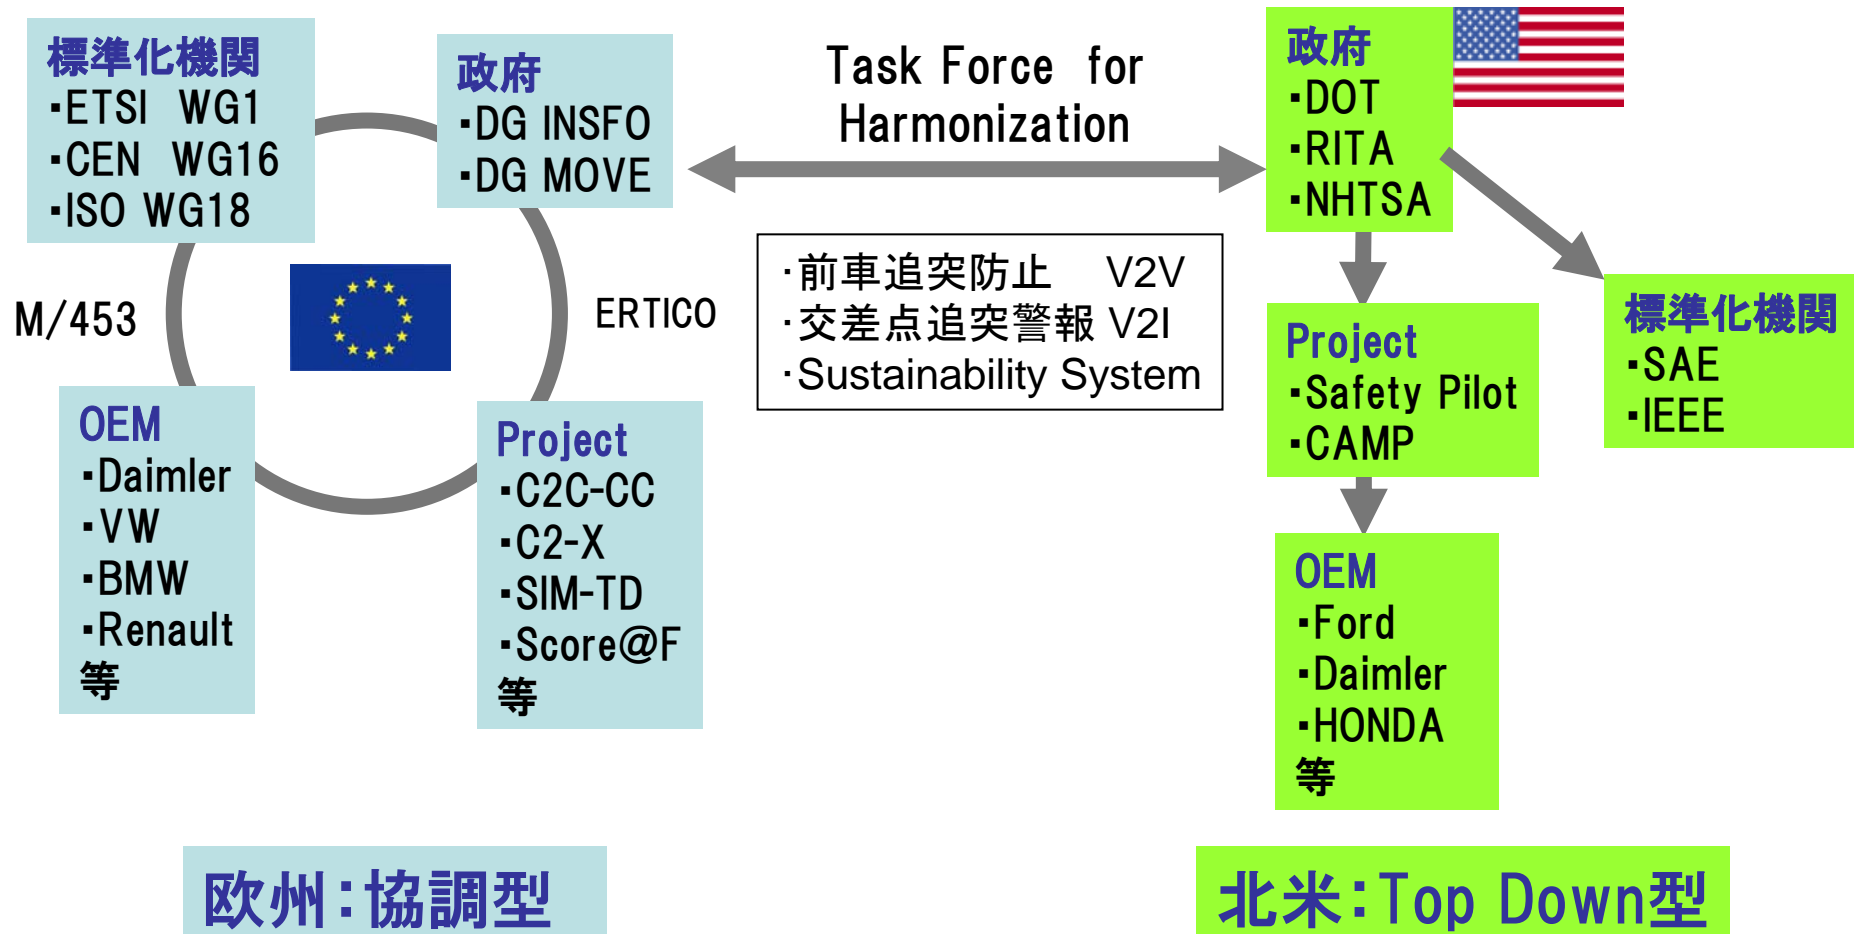 標準化機関
・ETSI WG1
・CEN WG16
・ISO WG18
政府
・DG INSFO
・DG MOVE
M/453
ERTICO
OEM
・Daimler
・VW
・BMW
・Renault
等
Project
・C2C-CC
・C2-X
・SIM-TD
・Score@F
等
欧州：協調型
Task Force for
Harmonization
・前車追突防止 V2V
・交差点追突警報 V2I
・Sustainability System
政府
・DOT
・RITA
・NHTSA
Project
・Safety Pilot
・CAMP
標準化機関
・SAE
・IEEE
OEM
・Ford
・Daimler
・HONDA
等
北米：Top Down型